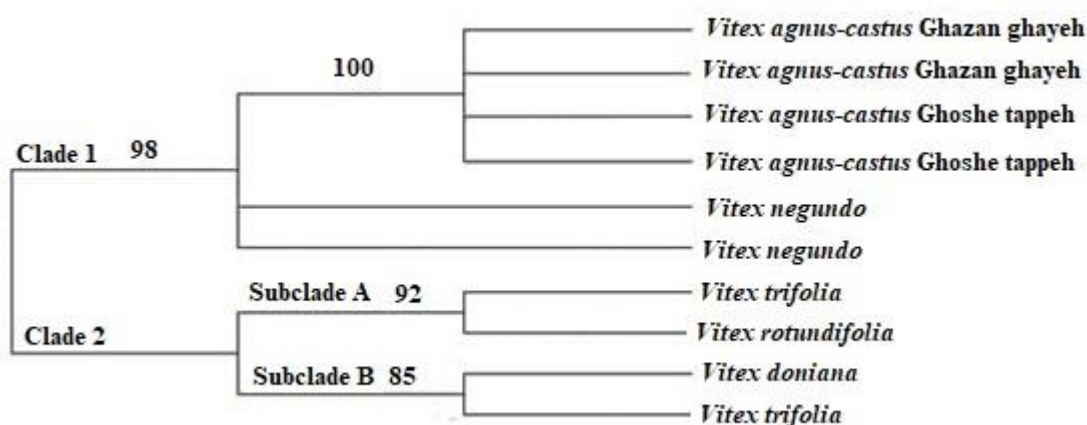 Vitex agnus-castus Ghazan ghayeh
100
Vitex agnus-castus Ghazan ghayeh
Vitex agnus-castus Ghoshe tappeh
Clade 1 98
Vitex agnus-castus Ghoshe tappeh
Vitex negundo
Vitex negundo
Subclade A 92
Vitex trifolia
Clade 2
Vitex rotundifolia
Subclade B 85
Vitex doniana
Vitex trifolia